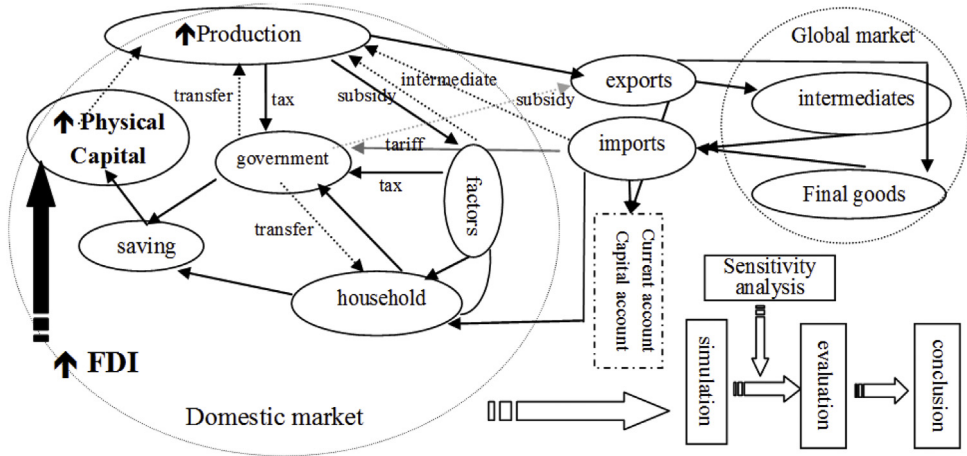 ↑Production
Global market
intermediate
exports
intermediates
transfer
tax
subsidy
subsidy
↑ Physical
Capital
government
tariff
imports
tax
factors
Final goods
saving
transfer
household
Current account
Capital account
Sensitivity
analysis
↑ FDI
simulation
evaluation
conclusion
Domestic market